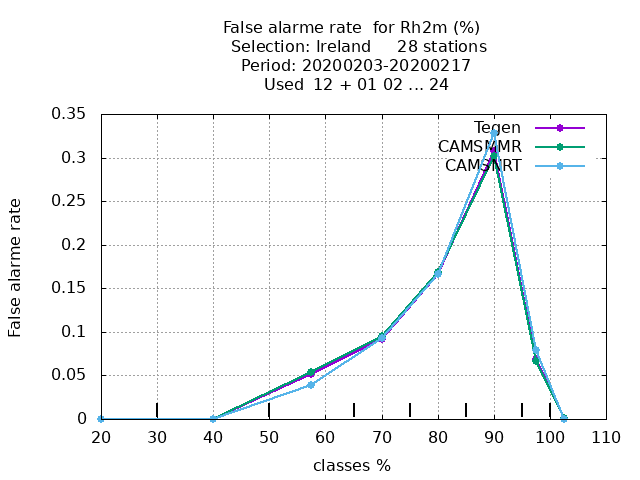 False alarme rate  for Rh2m (%)
Selection: Ireland     28 stations
Period: 20200203-20200217
Used  12 + 01 02 ... 24
0.35
0.3
0.25
0.2
0.15
0.1
0.05
0
False alarme rate
Tegen
CAMSNMR
CAMSNRT
20 30 40 50 60 70 80 90 100 110
classes %